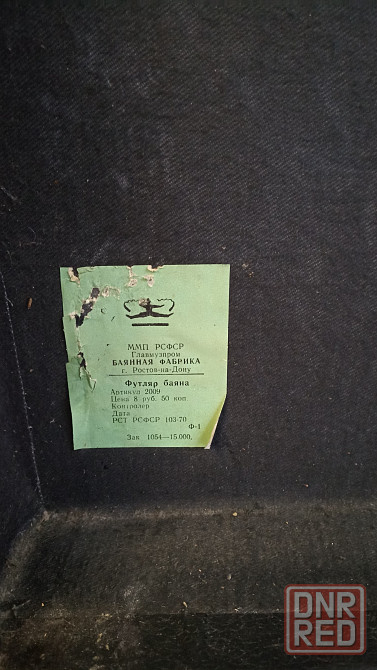 ММП РСФСР
Главмузпром
БАЯННАЯ ФАБРИКА
г. Ростов-на-Дону
Футляр баяна
Артикул 2009
Цена 8 руб. 50 коп.
Контролер
Дата
РСТ РСФСР 103-70
Ф-1
Зак 1054—15.000.
DNR
RED